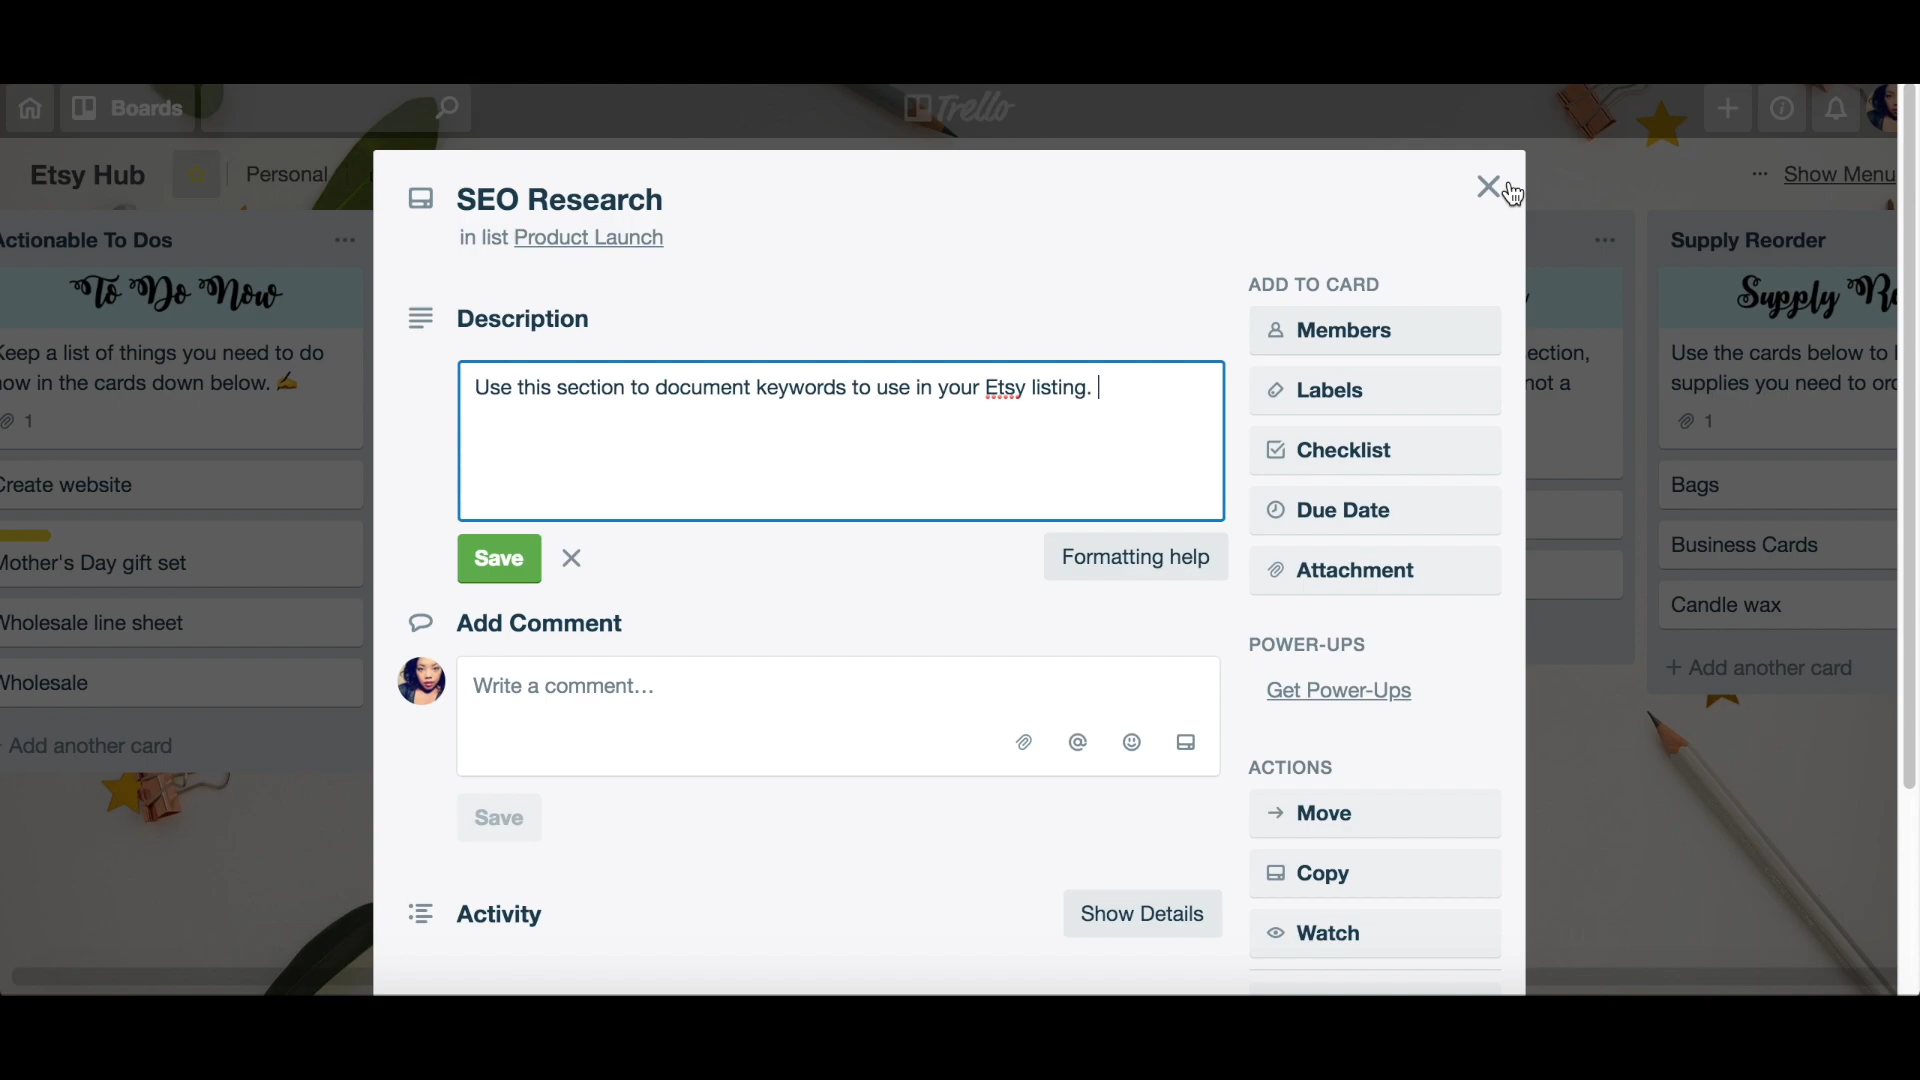 Boards
Trello
Etsy Hub
Personal
Show Menu
Actionable To Dos
To Do Now
Keep a list of things you need to do
now in the cards down below. ✍
1
Create website
Mother's Day gift set
Wholesale line sheet
Wholesale
Add another card
SEO Research
in list Product Launch
Description
Use this section to document keywords to use in your Etsy listing.
Save
Formatting help
Add Comment
Write a comment…
Save
Activity
Show Details
ADD TO CARD
Members
Labels
Checklist
Due Date
Attachment
POWER-UPS
Get Power-Ups
ACTIONS
Move
Copy
Watch
ection,
not a
Supply Reorder
Supply
Use the cards below to
supplies you need to
1
Bags
Business Cards
Candle wax
+ Add another card